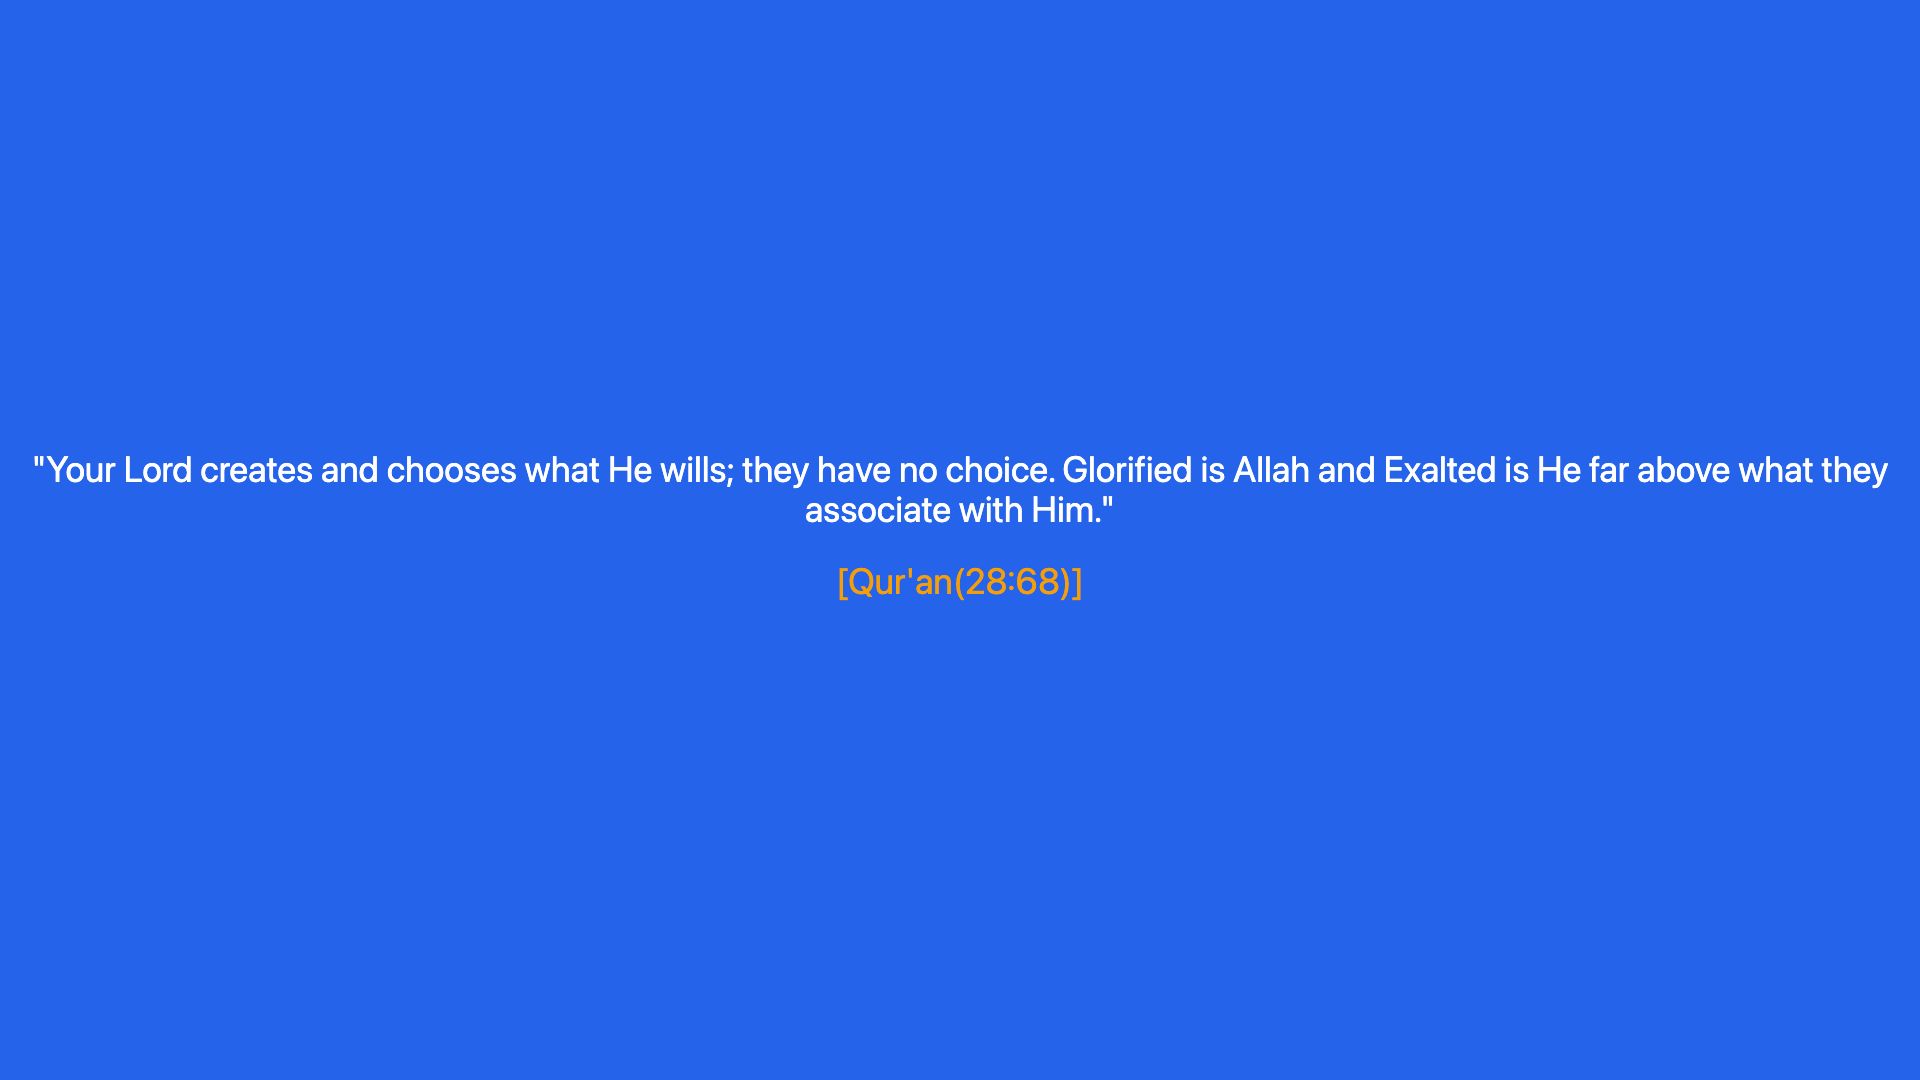 "Your Lord creates and chooses what He wills; they have no choice. Glorified is Allah and Exalted is He far above what they
associate with Him."
[Qur'an(28:68)]